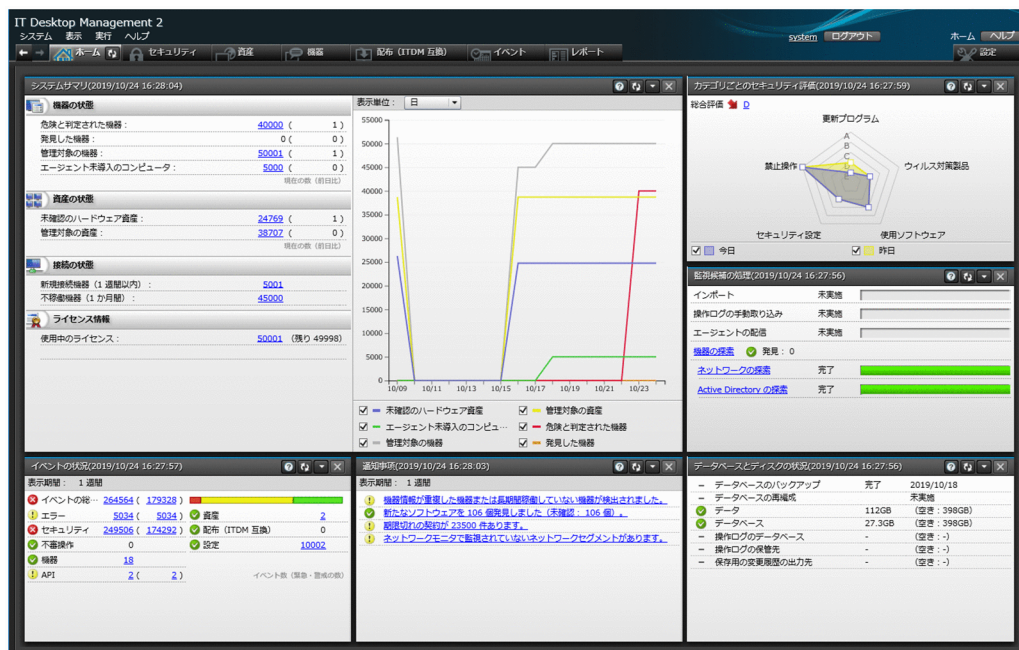 IT Desktop Management 2
システム 表示 実行 ヘルプ
system ログアウト ホーム ヘルプ
ホーム セキュリティ 資産 機器 配布 (ITDM 互換) イベント レポート 設定
システムサマリ(2019/10/24 16:28:04)
機器の状態
危険と判定された機器: 40000 ( 1)
発見した機器: 0 ( 0)
管理対象の機器: 50001 ( 1)
エージェント未導入のコンピュータ: 5000 ( 0)
現在の数 (前日比)
資産の状態
未確認のハードウェア資産: 24769 ( 1)
管理対象の資産: 38707 ( 0)
現在の数 (前日比)
接続の状態
新規接続機器 (1 週間以内) : 5001
不稼働機器 (1 か月間) : 45000
ライセンス情報
使用中のライセンス: 50001 (残り 49998)
表示単位: 日
55000
50000
45000
40000
35000
30000
25000
20000
15000
10000
5000
0
10/09 10/11 10/13 10/15 10/17 10/19 10/21 10/23
未確認のハードウェア資産 管理対象の資産
エージェント未導入のコンピュ… 危険と判定された機器
管理対象の機器 発見した機器
カテゴリごとのセキュリティ評価(2019/10/24 16:27:59)
総合評価 D
更新プログラム
A
B
C
禁止操作 ウィルス対策製品
セキュリティ設定 使用ソフトウェア
今日 昨日
監視候補の処理(2019/10/24 16:27:56)
インポート 未実施
操作ログの手動取り込み 未実施
エージェントの配信 未実施
機器の探索 発見: 0
ネットワークの探索 完了
Active Directory の探索 完了
イベントの状況(2019/10/24 16:27:57)
表示期間: 1 週間
イベントの総… 264564 ( 179328 )
エラー 5034 ( 5034 ) 資産 2
セキュリティ 249506 ( 174292 ) 配布 (ITDM 互換) 0
不審操作 0 設定 10002
機器 18
API 2 ( 2 ) イベント数 (緊急・警戒の数)
通知事項(2019/10/24 16:28:03)
表示期間: 1 週間
機器情報が重複した機器または長期間稼働していない機器が検出されました。
新たなソフトウェアを 106 個発見しました (未確認: 106 個) 。
期限切れの契約が 23500 件あります。
ネットワークモニタで監視されていないネットワークセグメントがあります。
データベースとディスクの状況(2019/10/24 16:27:56)
データベースのバックアップ 完了 2019/10/18
データベースの再編成 未実施
データ 112GB (空き: 398GB)
データベース 27.3GB (空き: 398GB)
操作ログのデータベース - (空き: -)
操作ログの保管先 - (空き: -)
保存用の変更履歴の出力先 - (空き: -)